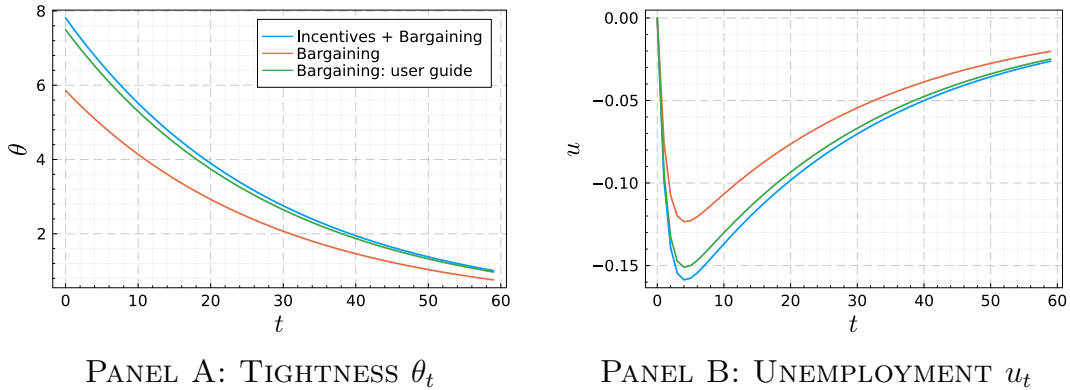 8
6
4
2
θ
0
10
20
30
40
50
60
t
Incentives + Bargaining
Bargaining
Bargaining: user guide
PANEL A: TIGHTNESS θt
0.00
−0.05
−0.10
−0.15
u
0
10
20
30
40
50
60
t
PANEL B: UNEMPLOYMENT ut